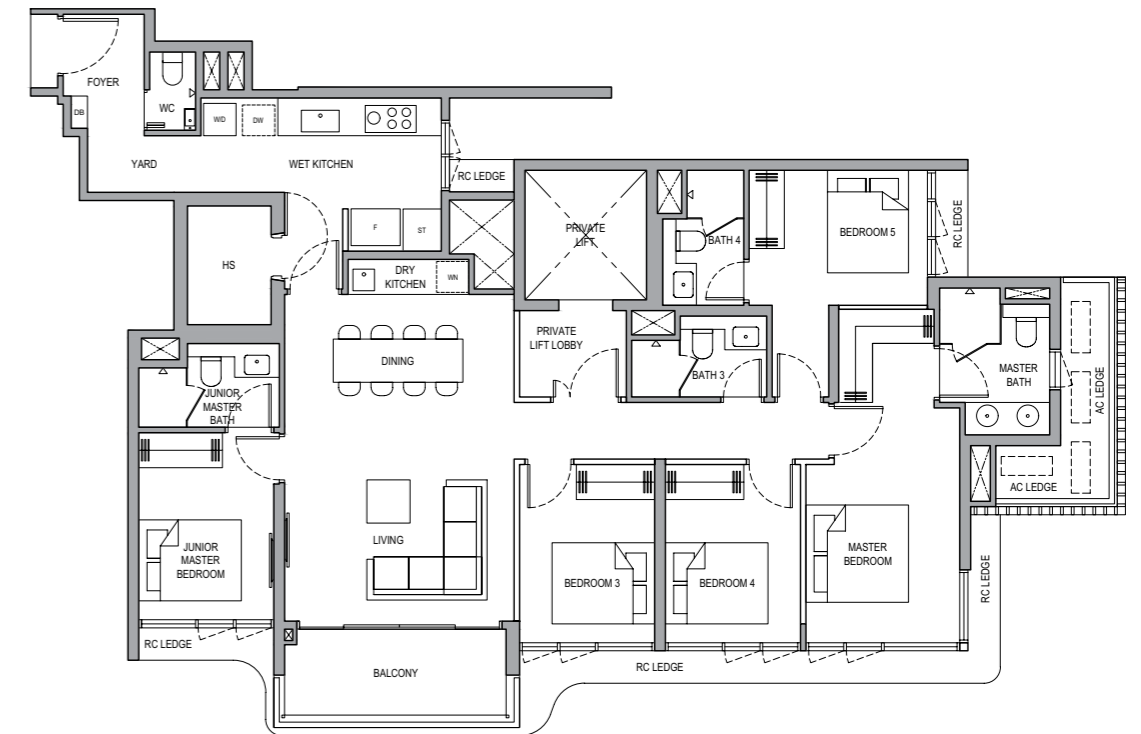 FOYER
DB
WC
W/D
DW
YARD
WET KITCHEN
RC LEDGE
F
ST
HS
DRY
KITCHEN
WN
PRIVATE
LIFT
BATH 4
BEDROOM 5
RC LEDGE
PRIVATE
LIFT LOBBY
DINING
BATH 3
MASTER
BATH
AC LEDGE
JUNIOR
MASTER
BATH
AC LEDGE
LIVING
JUNIOR
MASTER
BEDROOM
BEDROOM 3
BEDROOM 4
MASTER
BEDROOM
RC LEDGE
RC LEDGE
BALCONY
RC LEDGE